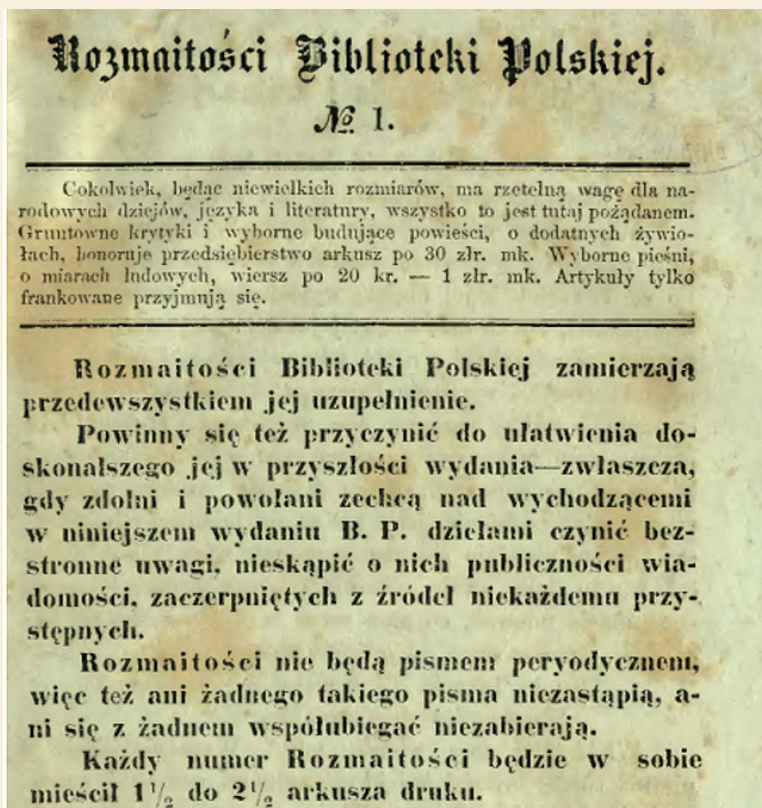 Rozmaitości Biblioteki Polskiej.
№ 1.
Cokolwiek, będąc niewielkich rozmiarów, ma rzetelną wagę dla na-
rodowych dziejów, języka i literatury, wszystko to jest tutaj pożądanem.
Gruntowne krytyki i wyborne budujące powieści, o dodatnych żywio-
łach, honoruje przedsiębierstwo arkusz po 30 złr. mk. Wyborne pieśni,
o miarach ludowych, wiersz po 20 kr. — 1 złr. mk. Artykuły tylko
frankowane przyjmują się.
Rozmaitości Biblioteki Polskiej zamierzają
przedewszystkiem jej uzupełnienie.
Powinny się też przyczynić do ułatwienia do-
skonalszego jej w przyszłości wydania—zwłaszcza,
gdy zdolni i powołani zechcą nad wychodzącemi
w niniejszem wydaniu B. P. dziełami czynić bez-
stronne uwagi, nieskąpić o nich publiczności wia-
domości, zaczerpniętych z źródeł niekażdemu przy-
stępnych.
Rozmaitości nie będą pismem peryodycznem,
więc też ani żadnego takiego pisma niezastąpią, a-
ni się z żadnem współubiegać niezabierają.
Każdy numer Rozmaitości będzie w sobie
mieścił 1½ do 2½ arkusza druku.